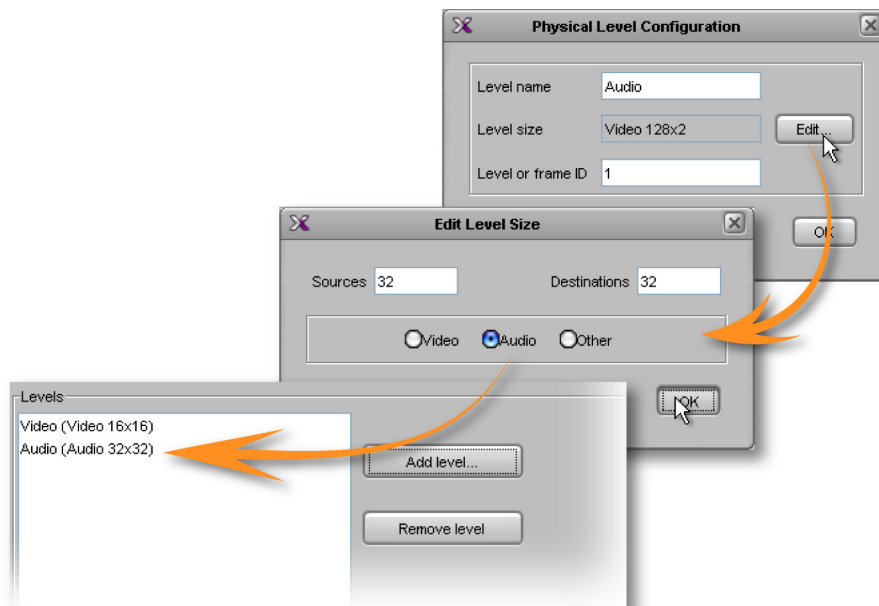 Physical Level Configuration
Level name Audio
Level size Video 128x2 Edit...
Level or frame ID 1
OK
Edit Level Size
Sources 32 Destinations 32
Video Audio Other
OK
Levels
Video (Video 16x16)
Audio (Audio 32x32)
Add level...
Remove level